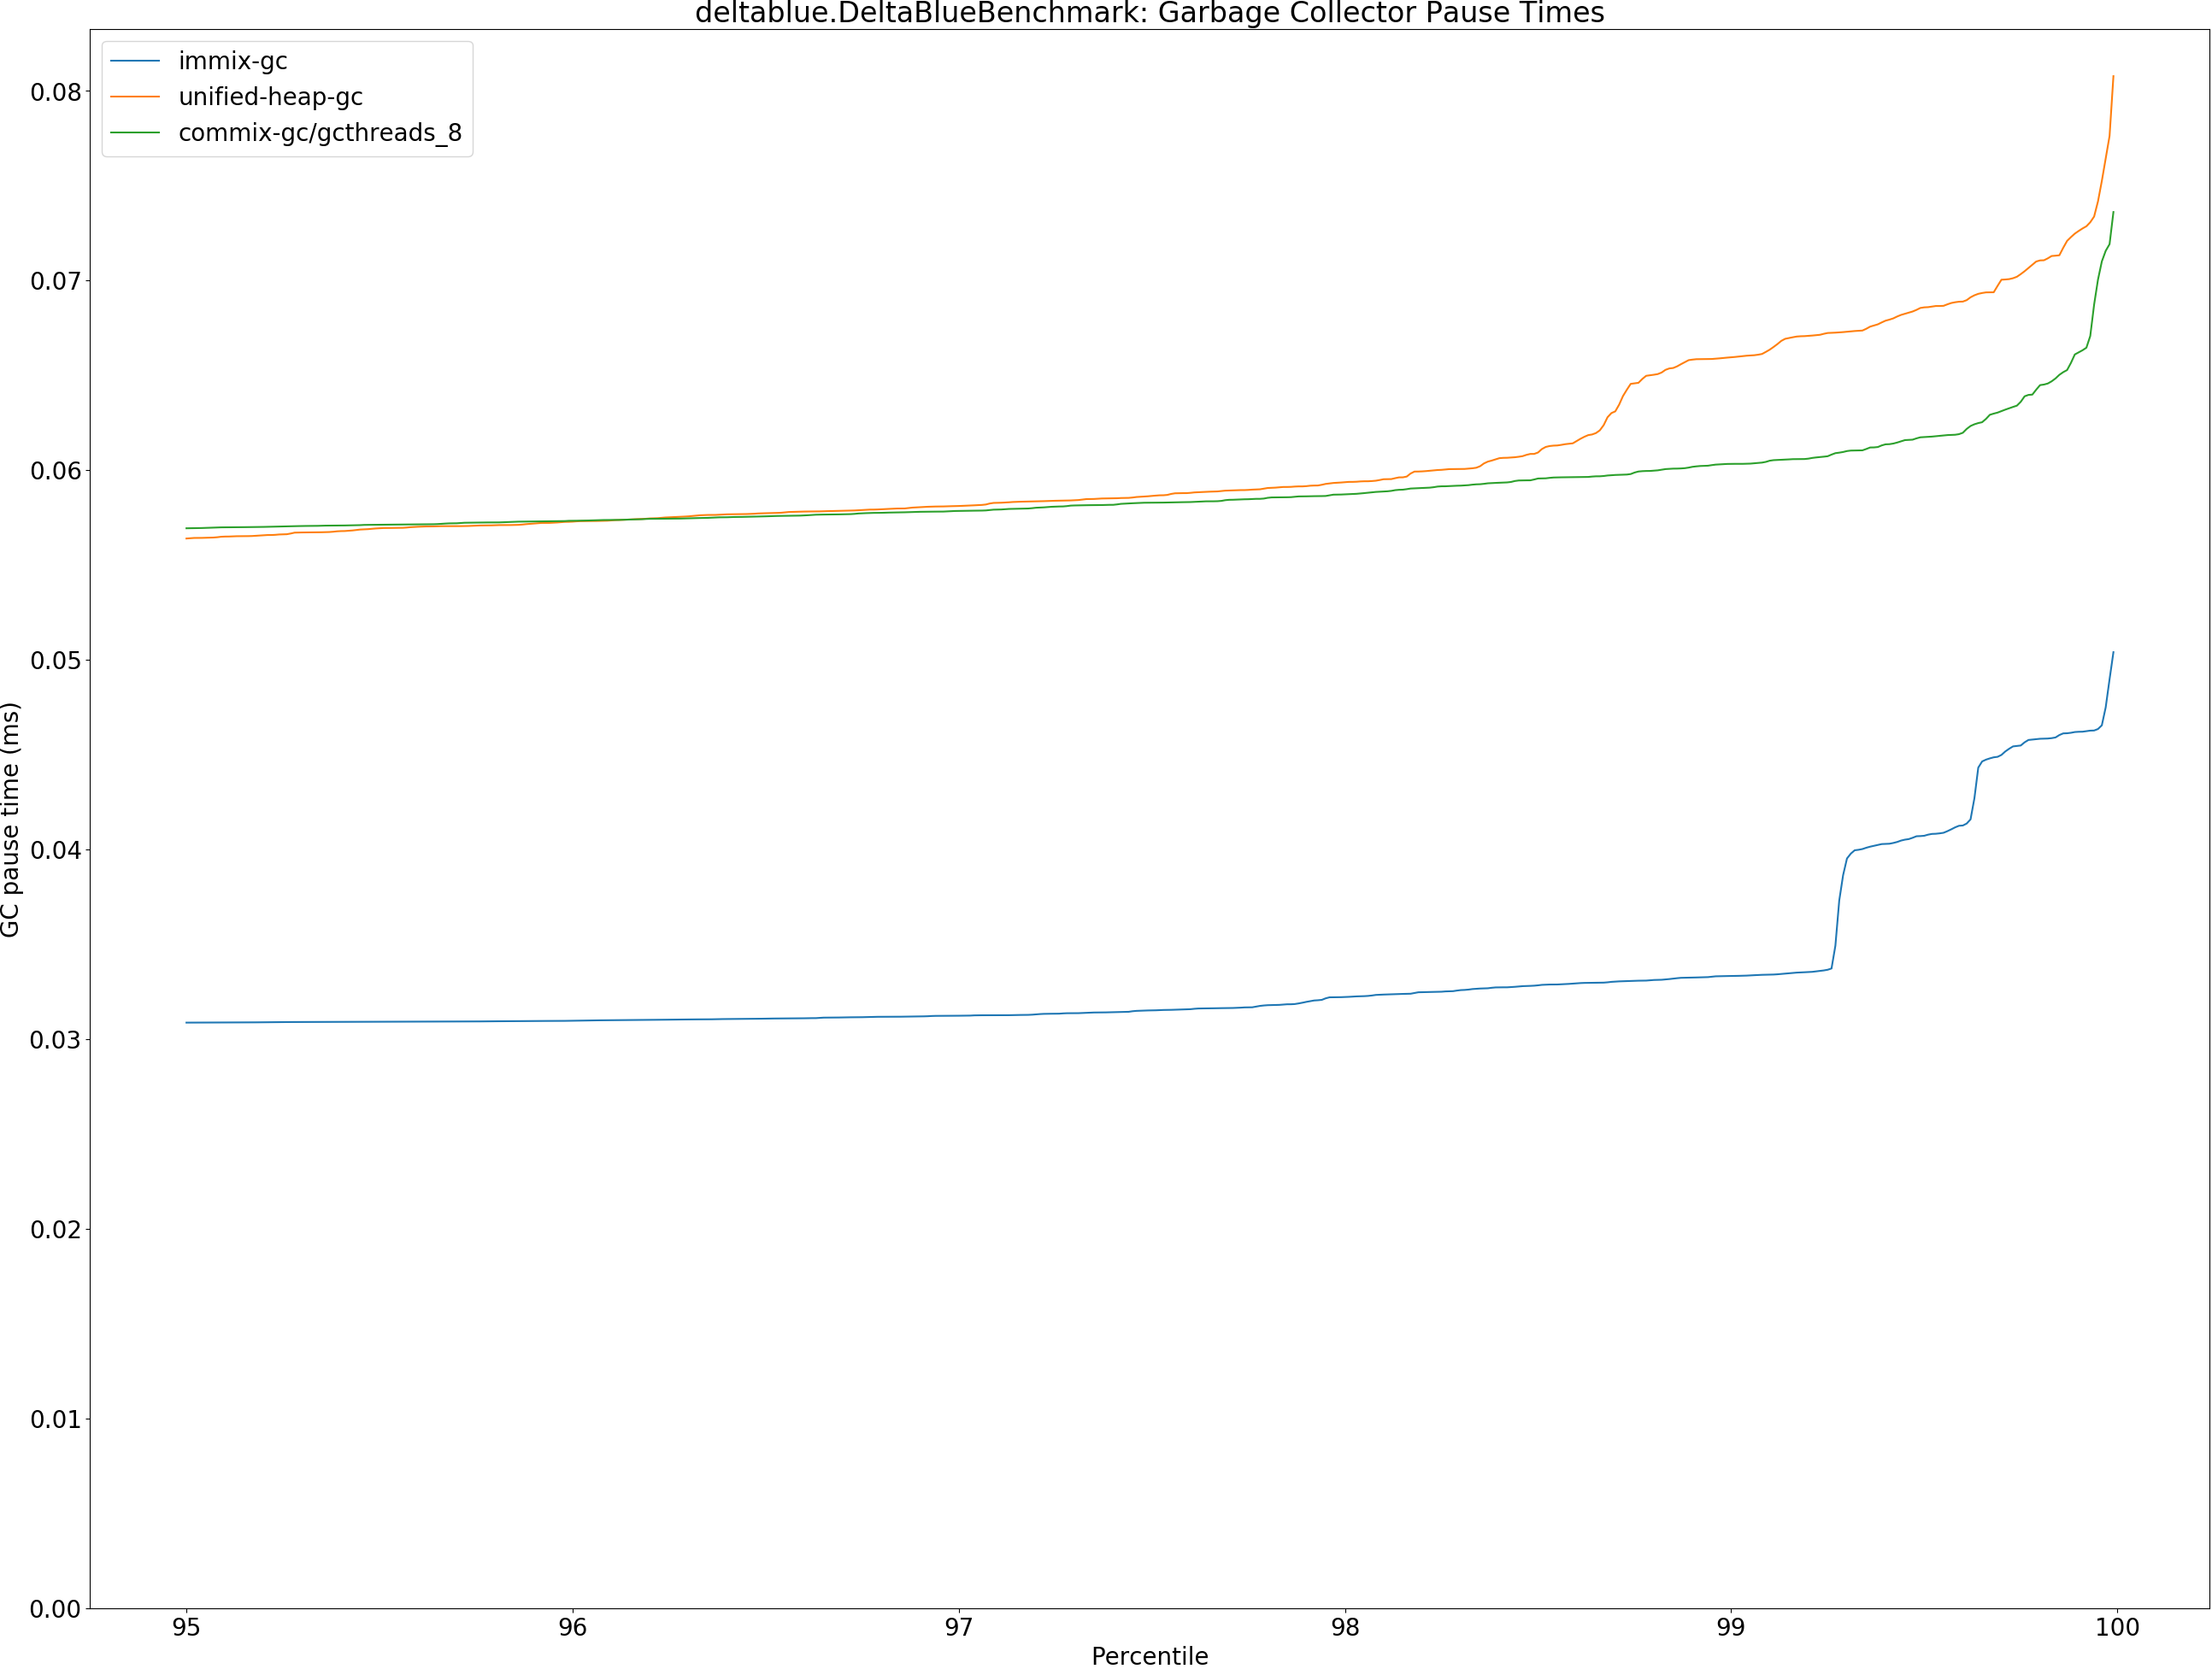 deltablue.DeltaBlueBenchmark: Garbage Collector Pause Times
immix-gc
unified-heap-gc
commix-gc/gcthreads_8
GC pause time (ms)
0.08
0.07
0.06
0.05
0.04
0.03
0.02
0.01
0.00
95 96 97 98 99 100
Percentile